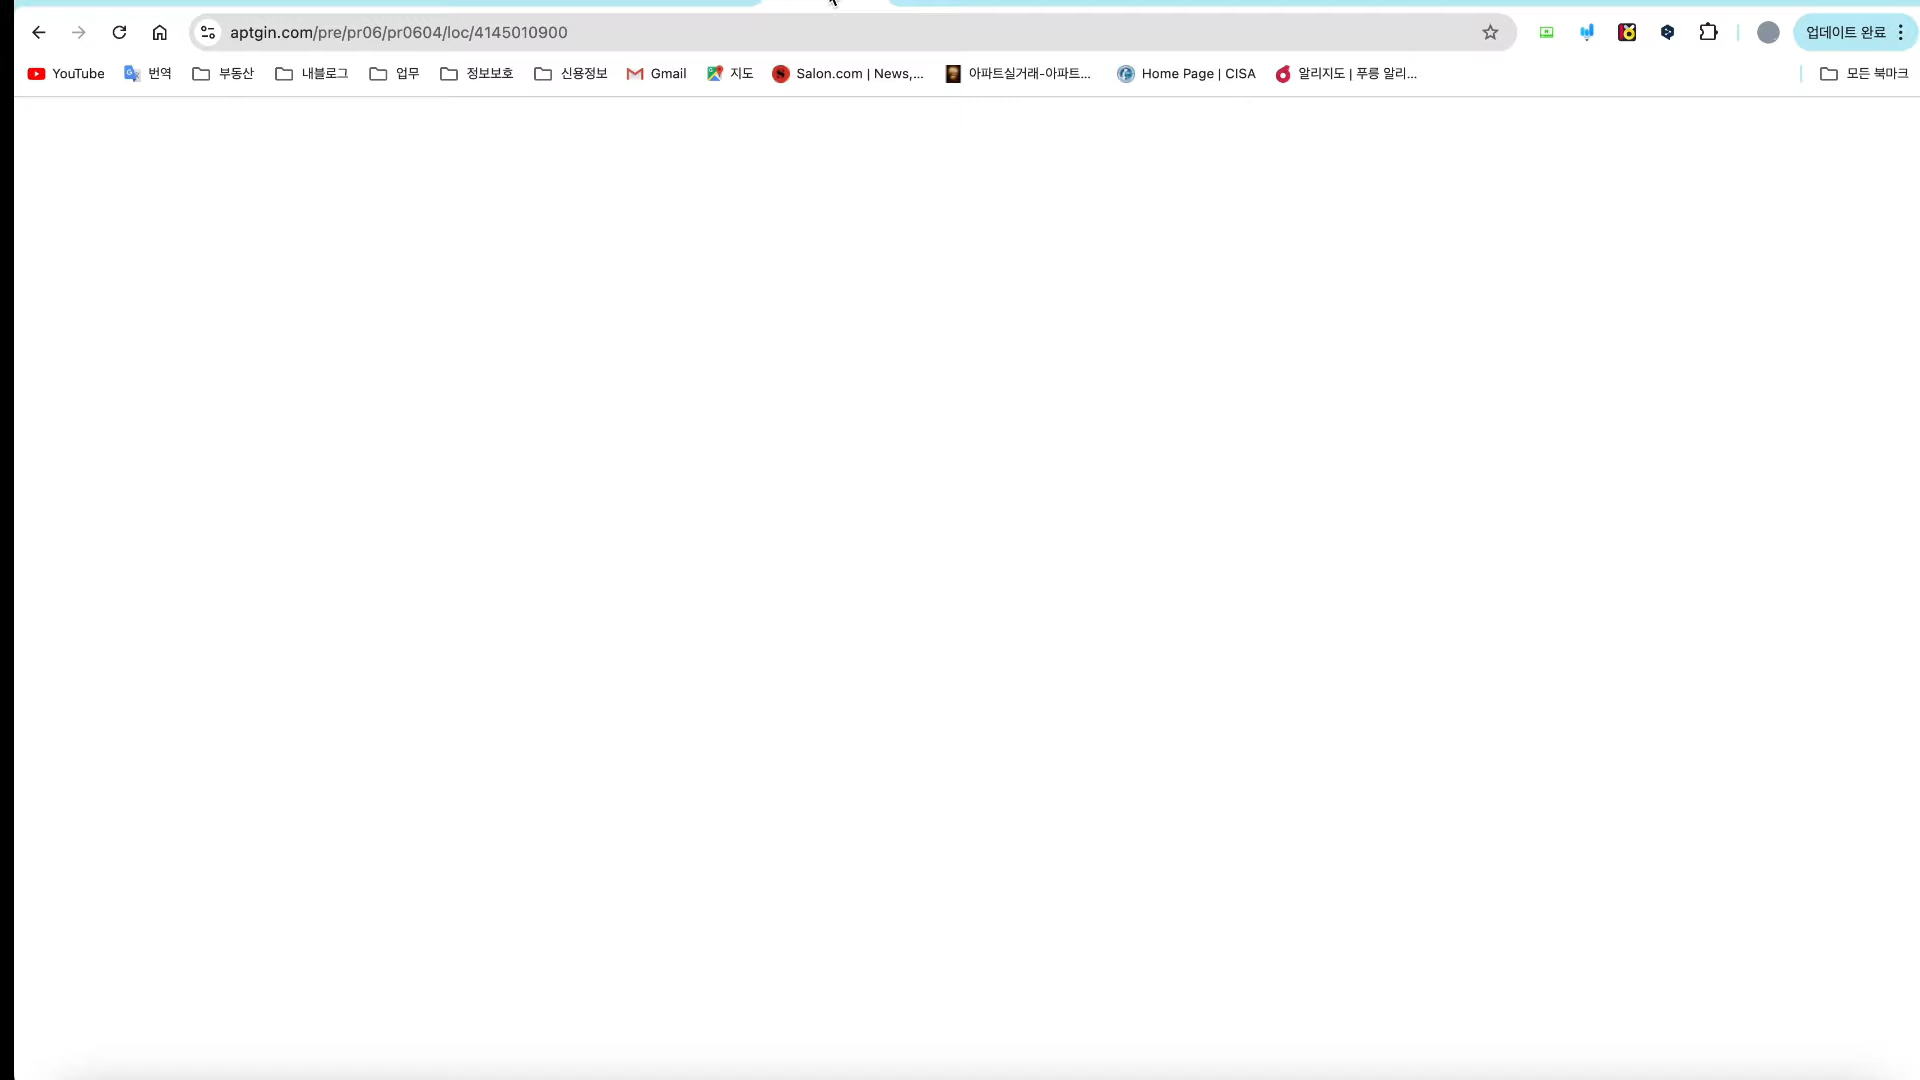 aptgin.com/pre/pr06/pr0604/loc/4145010900
업데이트 완료
YouTube 번역 부동산 내블로그 업무 정보보호 신용정보 Gmail 지도 Salon.com | News,... 아파트실거래-아파트... Home Page | CISA 알리지도 | 푸릉 알리... 모든 북마크